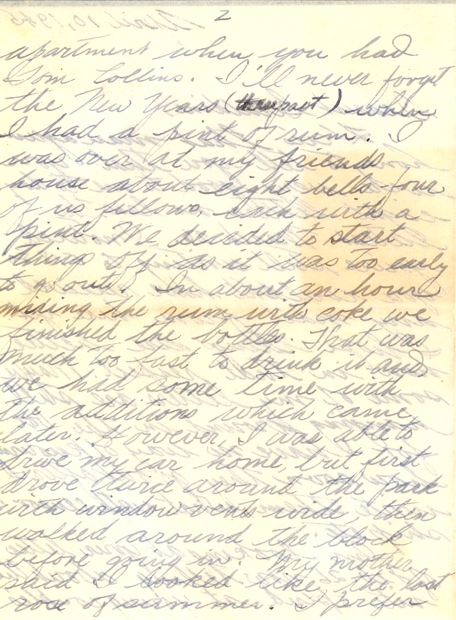 2
apartment when you had
Tom Collins. I'll never forget
the New Years (this past) when
I had a pint of rum. I
was over at my friends
house about eight bells four
of us fellows, each with a
pint. We decided to start
things off as it was too early
to go out. In about an hour
mixing the rum with coke we
finished the bottles. That was
much too fast to drink it and
we had some time with
the additions which came
later. However, I was able to
drive my car home, but first
drove twice around the park
with window vents wide then
walked around the block
before going in. My mother
said I looked like the last
rose of summer. I prefer